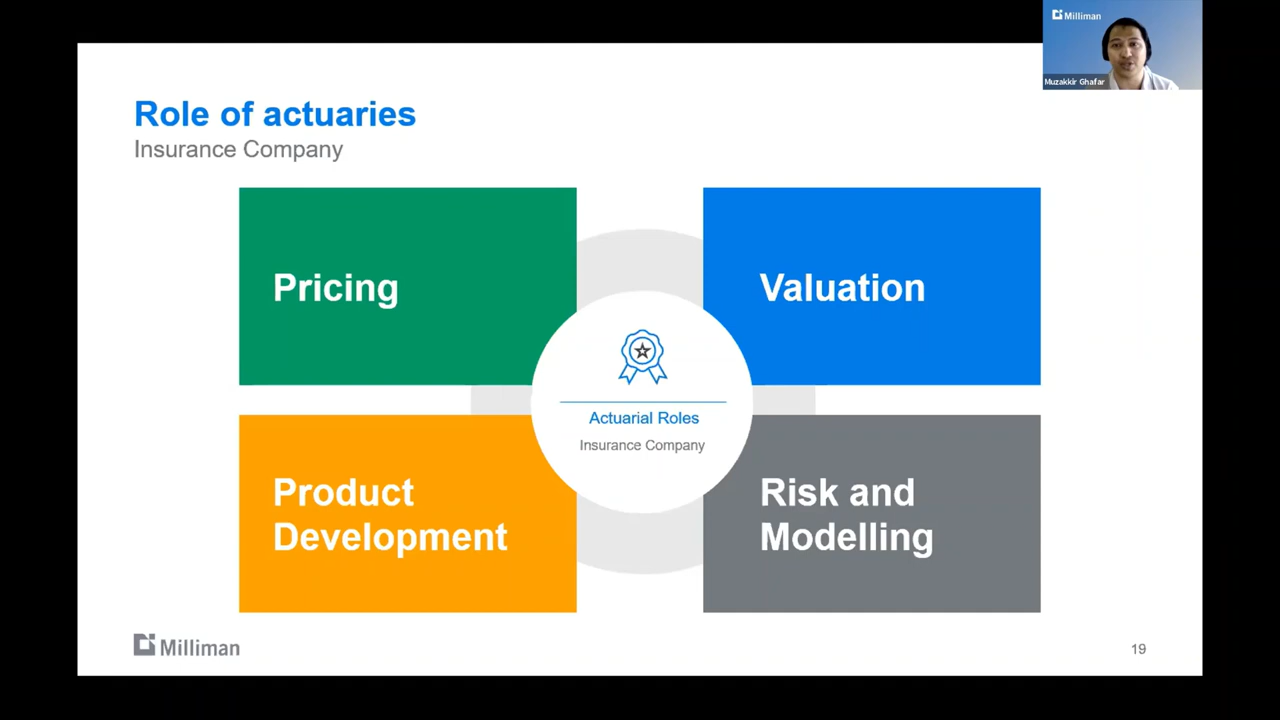 Milliman
Muzakkir Ghafar
Role of actuaries
Insurance Company
Pricing
Valuation
Actuarial Roles
Insurance Company
Product
Development
Risk and
Modelling
Milliman
19